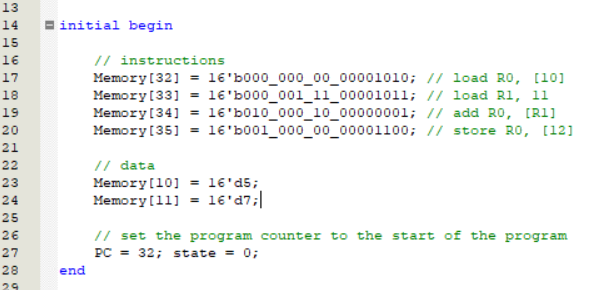 13
14 initial begin
15
16 // instructions
17 Memory[32] = 16'b000_000_00_00001010; // load R0, [10]
18 Memory[33] = 16'b000_001_11_00001011; // load R1, 11
19 Memory[34] = 16'b010_000_10_00000001; // add R0, [R1]
20 Memory[35] = 16'b001_000_00_00001100; // store R0, [12]
21
22 // data
23 Memory[10] = 16'd5;
24 Memory[11] = 16'd7;
25
26 // set the program counter to the start of the program
27 PC = 32; state = 0;
28 end
29